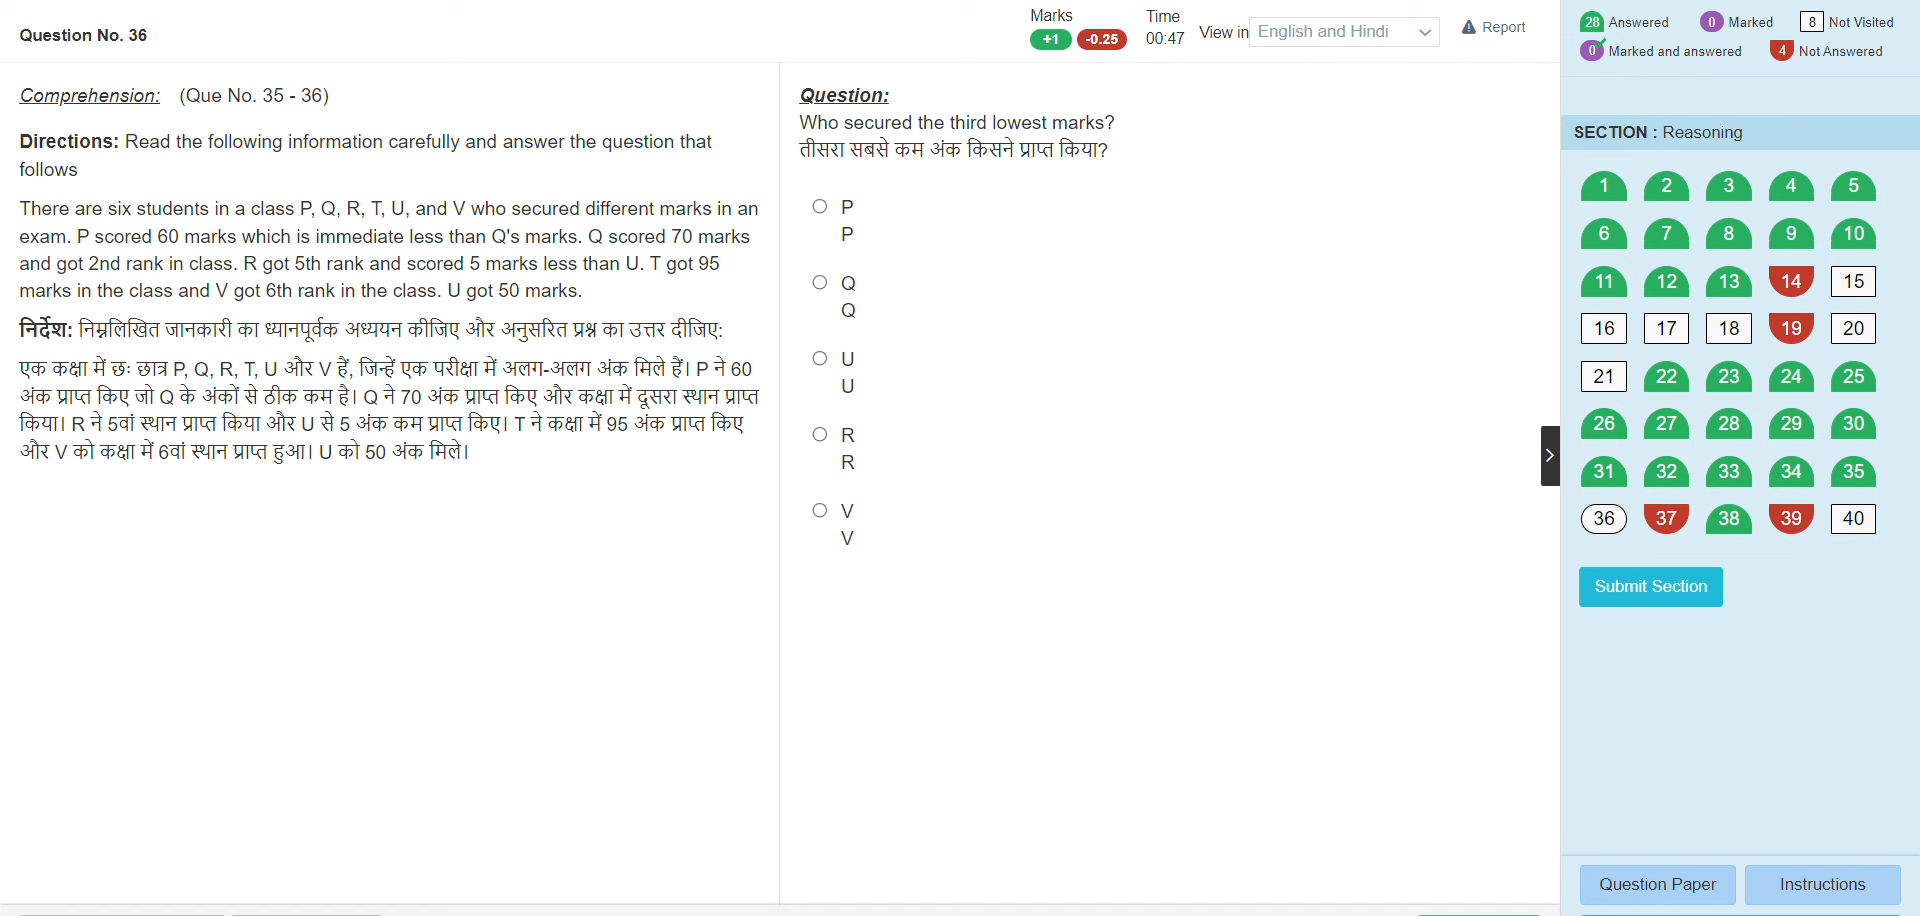 Question No. 36
Marks
+1 -0.25
Time
00:47
View in English and Hindi
Report
Comprehension: (Que No. 35 - 36)
Directions: Read the following information carefully and answer the question that
follows
There are six students in a class P, Q, R, T, U, and V who secured different marks in an
exam. P scored 60 marks which is immediate less than Q's marks. Q scored 70 marks
and got 2nd rank in class. R got 5th rank and scored 5 marks less than U. T got 95
marks in the class and V got 6th rank in the class. U got 50 marks.
निर्देश: निम्नलिखित जानकारी का ध्यानपूर्वक अध्ययन कीजिए और अनुसरित प्रश्न का उत्तर दीजिए:
एक कक्षा में छः छात्र P, Q, R, T, U और V हैं, जिन्हें एक परीक्षा में अलग-अलग अंक मिले हैं। P ने 60
अंक प्राप्त किए जो Q के अंकों से ठीक कम है। Q ने 70 अंक प्राप्त किए और कक्षा में दूसरा स्थान प्राप्त
किया। R ने 5वां स्थान प्राप्त किया और U से 5 अंक कम प्राप्त किए। T ने कक्षा में 95 अंक प्राप्त किए
और V को कक्षा में 6वां स्थान प्राप्त हुआ। U को 50 अंक मिले।
Question:
Who secured the third lowest marks?
तीसरा सबसे कम अंक किसने प्राप्त किया?
P
P
Q
Q
U
U
R
R
V
V
28 Answered
0 Marked
8 Not Visited
0 Marked and answered
4 Not Answered
SECTION : Reasoning
1 2 3 4 5
6 7 8 9 10
11 12 13 14 15
16 17 18 19 20
21 22 23 24 25
26 27 28 29 30
31 32 33 34 35
36 37 38 39 40
Submit Section
Question Paper
Instructions